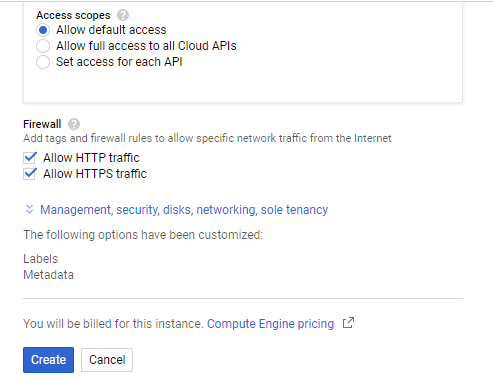 Access scopes ?
Allow default access
Allow full access to all Cloud APIs
Set access for each API
Firewall ?
Add tags and firewall rules to allow specific network traffic from the Internet
Allow HTTP traffic
Allow HTTPS traffic
Management, security, disks, networking, sole tenancy
The following options have been customized:
Labels
Metadata
You will be billed for this instance. Compute Engine pricing
Create Cancel